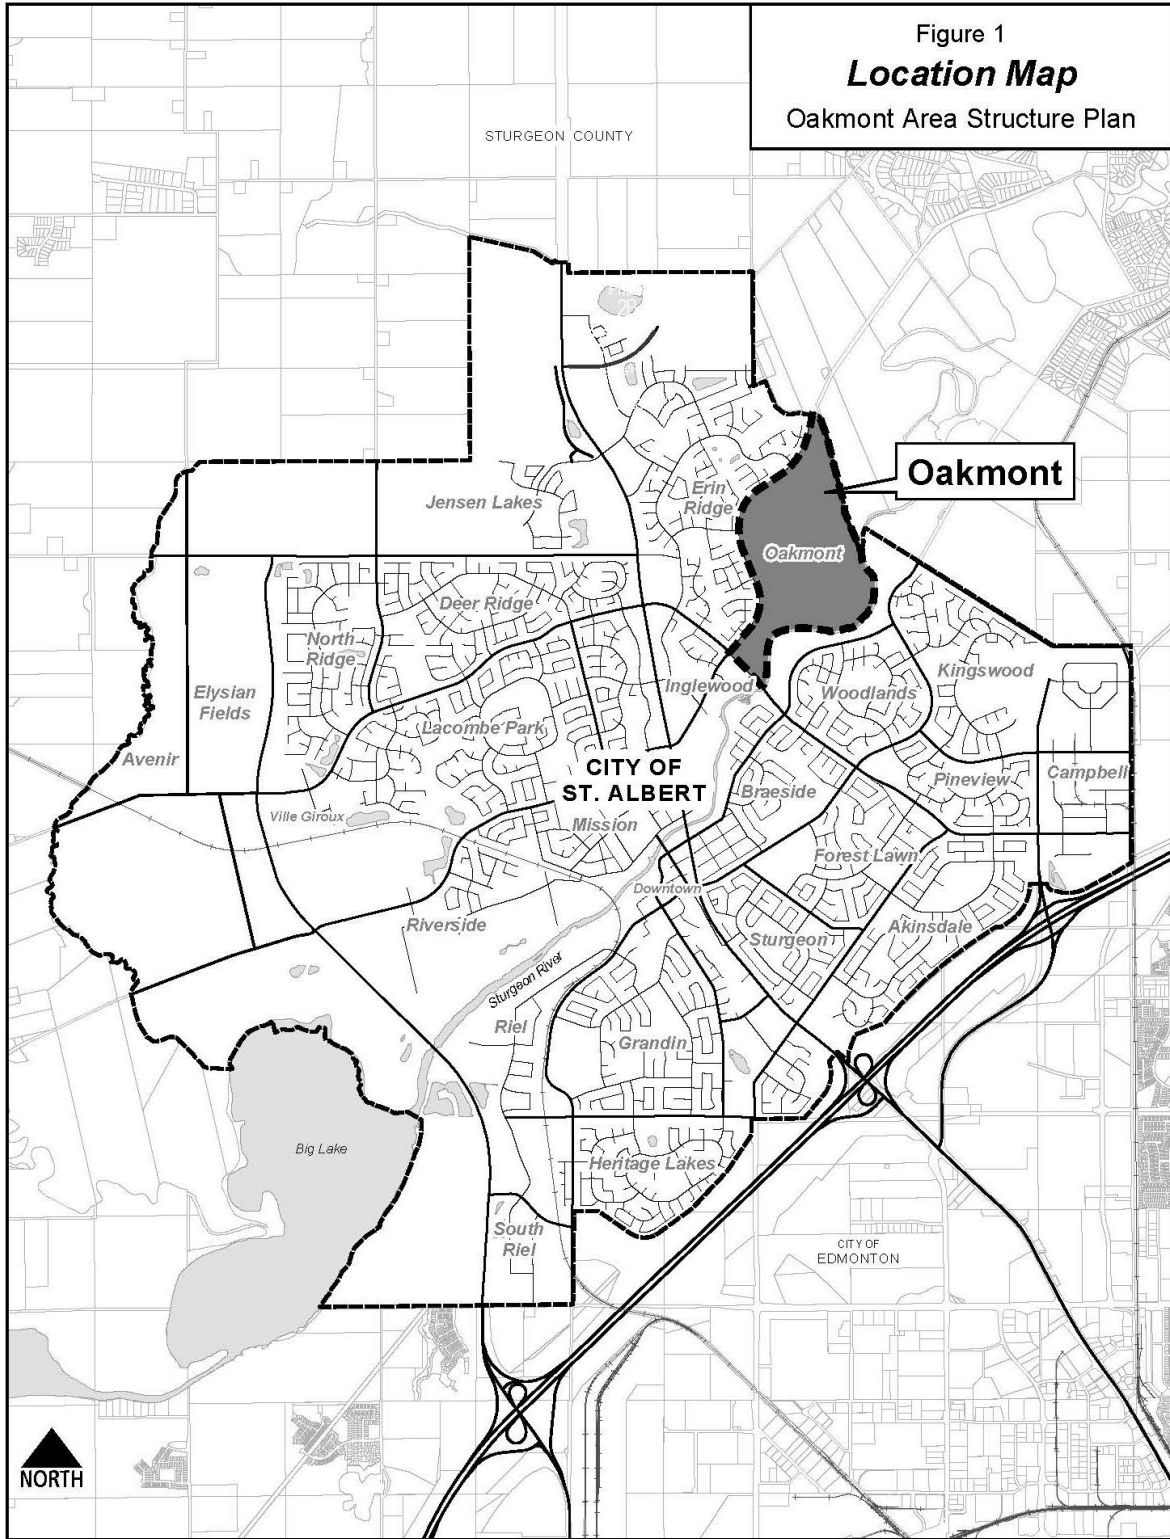 Figure 1
Location Map
Oakmont Area Structure Plan
STURGEON COUNTY
Oakmont
Jensen Lakes
Erin
Ridge
Oakmont
Deer Ridge
North
Ridge
Kingswood
Inglewood
Woodlands
Elysian
Fields
Lacombe Park
Avenir
CITY OF
ST. ALBERT
Braeside
Pineview
Campbell
Ville Giroux
Mission
Forest Lawn
Downtown
Riverside
Sturgeon
Akinsdale
Sturgeon River
Riel
Grandin
Big Lake
Heritage Lakes
South
Riel
CITY OF
EDMONTON
NORTH